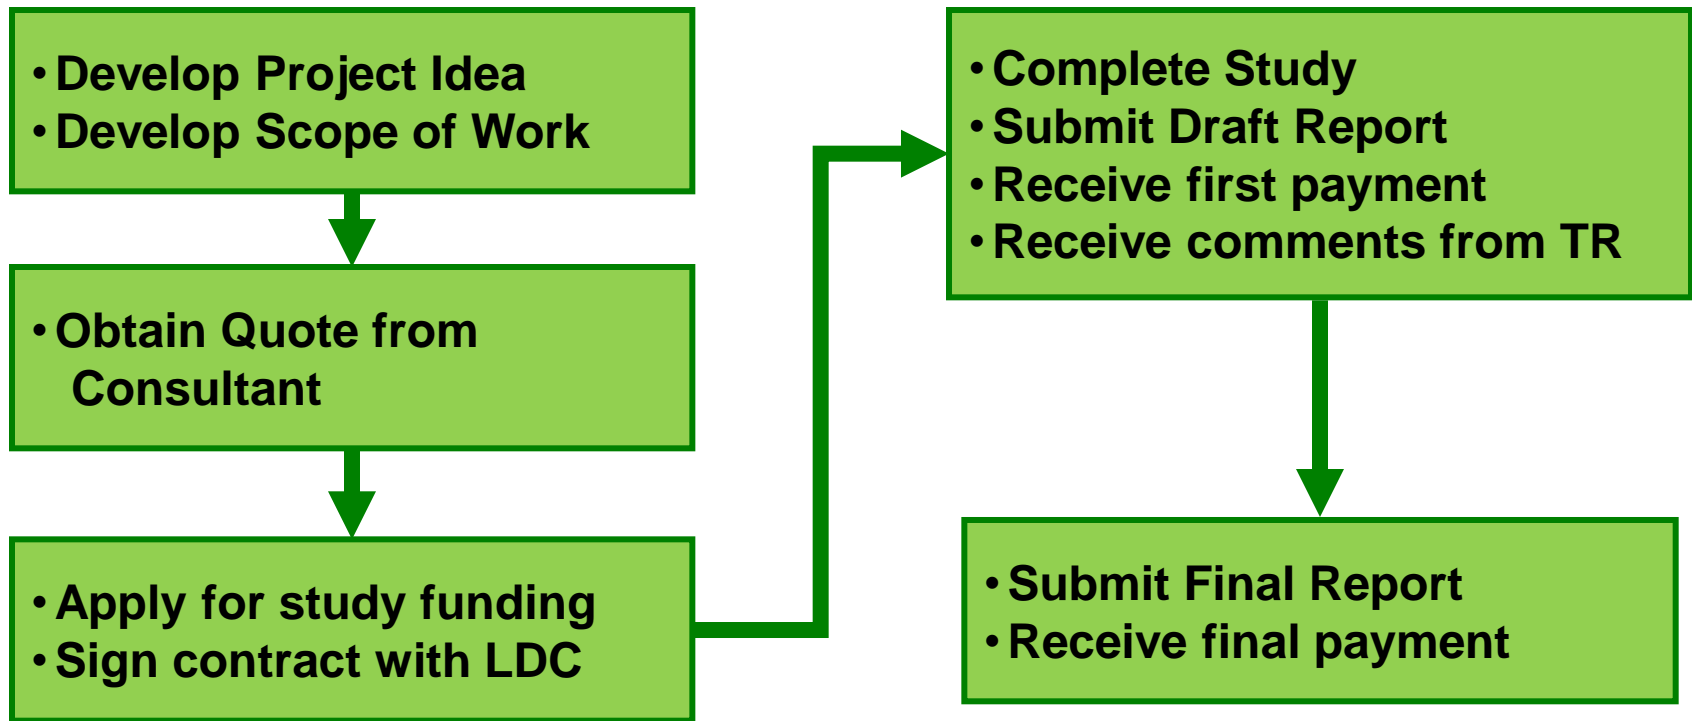 • Develop Project Idea
• Develop Scope of Work
• Obtain Quote from
Consultant
• Apply for study funding
• Sign contract with LDC
• Complete Study
• Submit Draft Report
• Receive first payment
• Receive comments from TR
• Submit Final Report
• Receive final payment